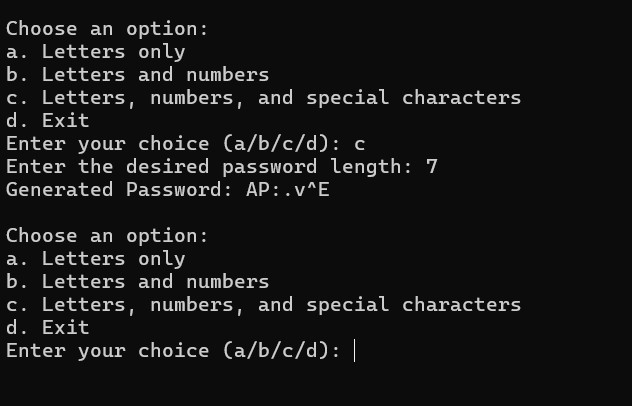 Choose an option:
a. Letters only
b. Letters and numbers
c. Letters, numbers, and special characters
d. Exit
Enter your choice (a/b/c/d): c
Enter the desired password length: 7
Generated Password: AP:.v^E
Choose an option:
a. Letters only
b. Letters and numbers
c. Letters, numbers, and special characters
d. Exit
Enter your choice (a/b/c/d):